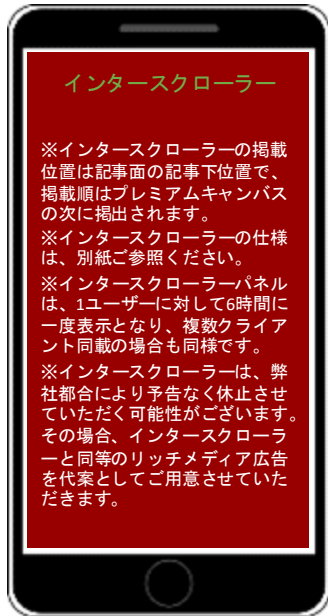 インタースクローラー
※インタースクローラーの掲載
位置は記事面の記事下位置で、
掲載順はプレミアムキャンバス
の次に掲出されます。
※インタースクローラーの仕様
は、別紙ご参照ください。
※インタースクローラーパネル
は、1ユーザーに対して6時間に
一度表示となり、複数クライア
ント同載の場合も同様です。
※インタースクローラーは、弊
社都合により予告なく休止させ
ていただく可能性がございます。
その場合、インタースクローラ
ーと同等のリッチメディア広告
を代案としてご用意させていた
だきます。